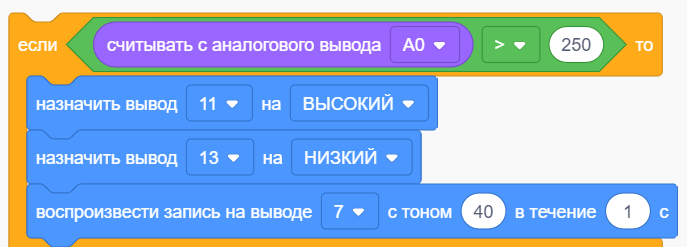 если считывать с аналогового вывода A0 > 250 то
назначить вывод 11 на ВЫСОКИЙ
назначить вывод 13 на НИЗКИЙ
воспроизвести запись на выводе 7 с тоном 40 в течение 1 с